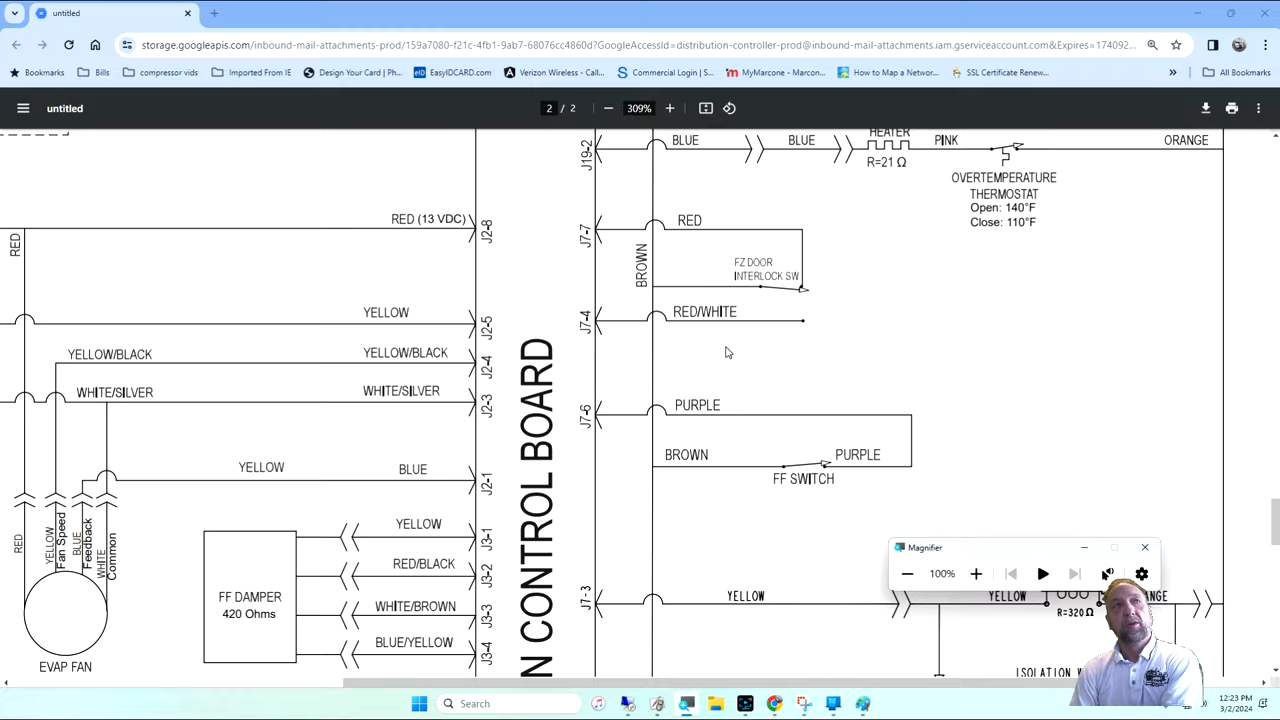 untitled
storage.googleapis.com/inbound-mail-attachments-prod/159a7080-f21c-4fb1-9ab7-68076cc4860d?GoogleAccessId=distribution-controller-prod@inbound-mail-attachments.iam.gserviceaccount.com&Expires=174092...
Bookmarks
Bills
compressor vids
Imported From IE
Design Your Card | Ph...
EasyIDCARD.com
Verizon Wireless - Call...
Commercial Login | S...
MyMarcone - Marcon...
How to Map a Networ...
SSL Certificate Renew...
»
All Bookmarks
untitled
2 / 2
309%
BLUE
BLUE
HEATER
PINK
ORANGE
J19-2
R=21 Ω
OVERTEMPERATURE
THERMOSTAT
Open: 140°F
Close: 110°F
RED (13 VDC)
J2-8
J7-7
RED
RED
BROWN
FZ DOOR
INTERLOCK SW
YELLOW
J2-5
J7-4
RED/WHITE
YELLOW/BLACK
YELLOW/BLACK
J2-4
WHITE/SILVER
WHITE/SILVER
J2-3
J7-6
PURPLE
BROWN
PURPLE
FF SWITCH
YELLOW
BLUE
J2-1
N CONTROL BOARD
RED
YELLOW
Fan Speed
BLUE
Feedback
WHITE
Common
EVAP FAN
FF DAMPER
420 Ohms
YELLOW
J3-1
RED/BLACK
J3-2
WHITE/BROWN
J3-3
BLUE/YELLOW
J3-4
J7-3
YELLOW
YELLOW
R=320Ω
Magnifier
100%
Search
12:23 PM
3/2/2024